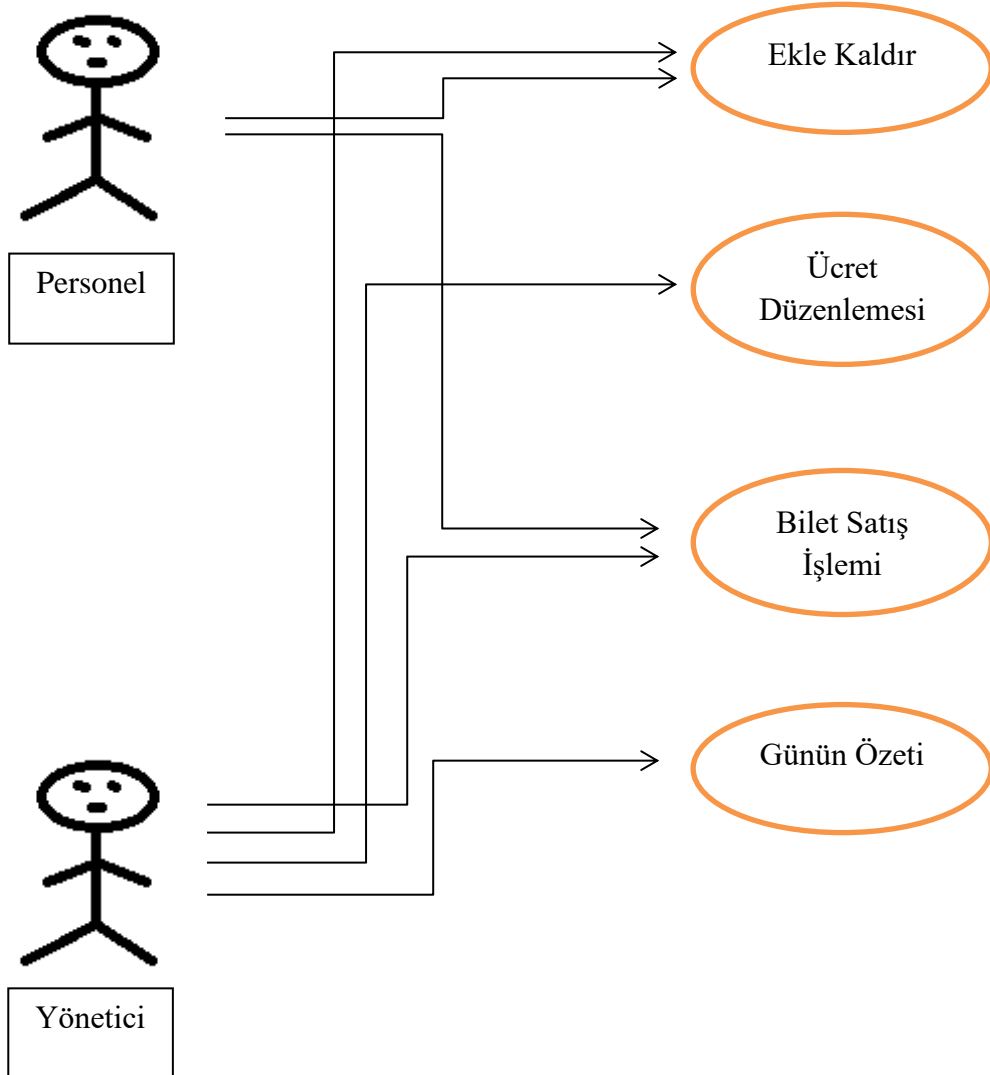 Ekle Kaldır
Ücret
Düzenlemesi
Personel
Bilet Satış
İşlemi
Günün Özeti
Yönetici